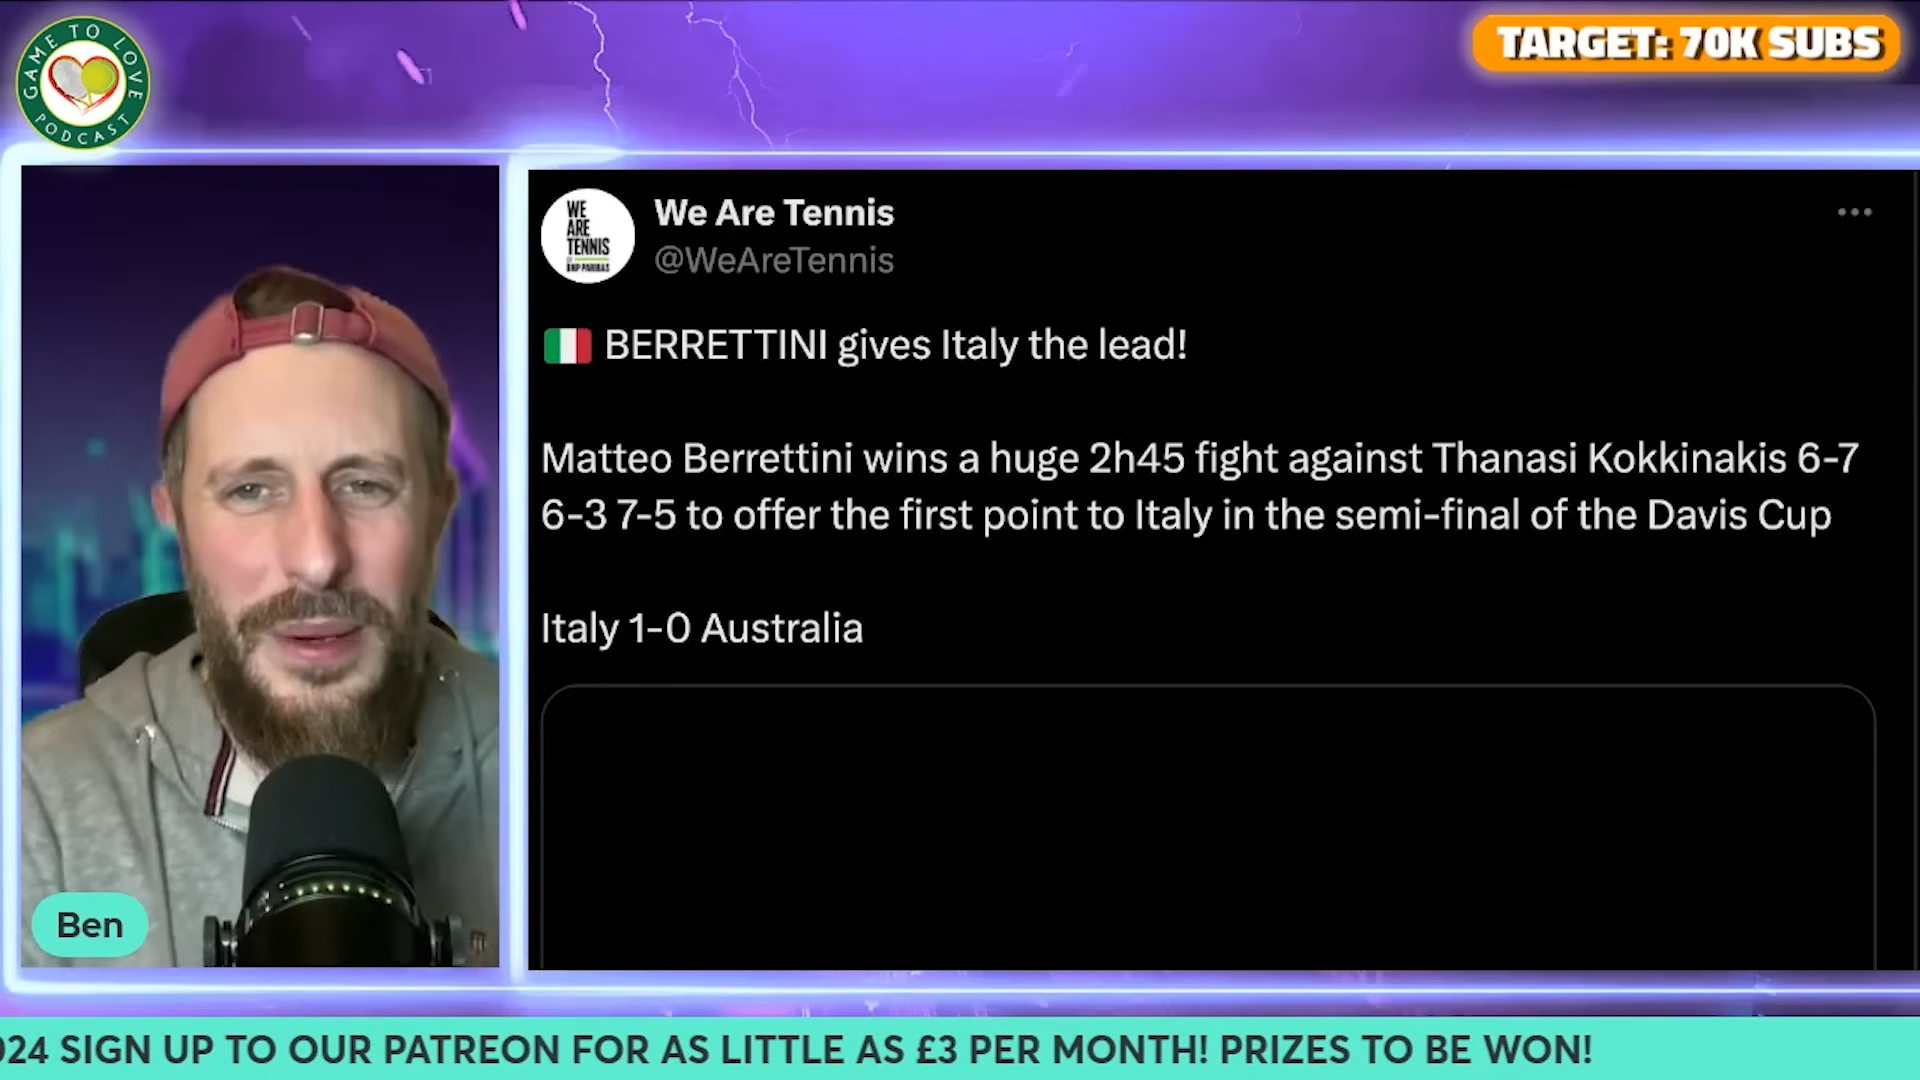 GAME TO LOVE
PODCAST
TARGET: 70K SUBS
WE
ARE
TENNIS
BNP PARIBAS
We Are Tennis
@WeAreTennis
BERRETTINI gives Italy the lead!
Matteo Berrettini wins a huge 2h45 fight against Thanasi Kokkinakis 6-7
6-3 7-5 to offer the first point to Italy in the semi-final of the Davis Cup
Italy 1-0 Australia
Ben
024 SIGN UP TO OUR PATREON FOR AS LITTLE AS £3 PER MONTH! PRIZES TO BE WON!